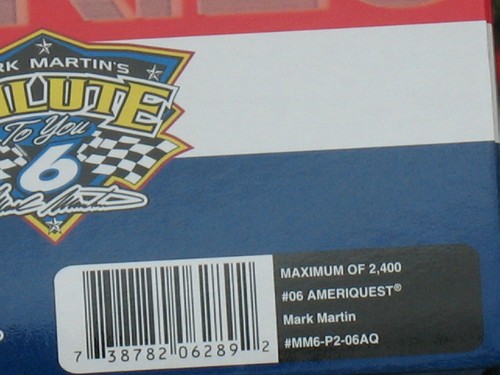 RK MARTIN'S
ALUTE
To You
6
MAXIMUM OF 2,400
#06 AMERIQUEST®
Mark Martin
#MM6-P2-06AQ
7 38782 06289 2